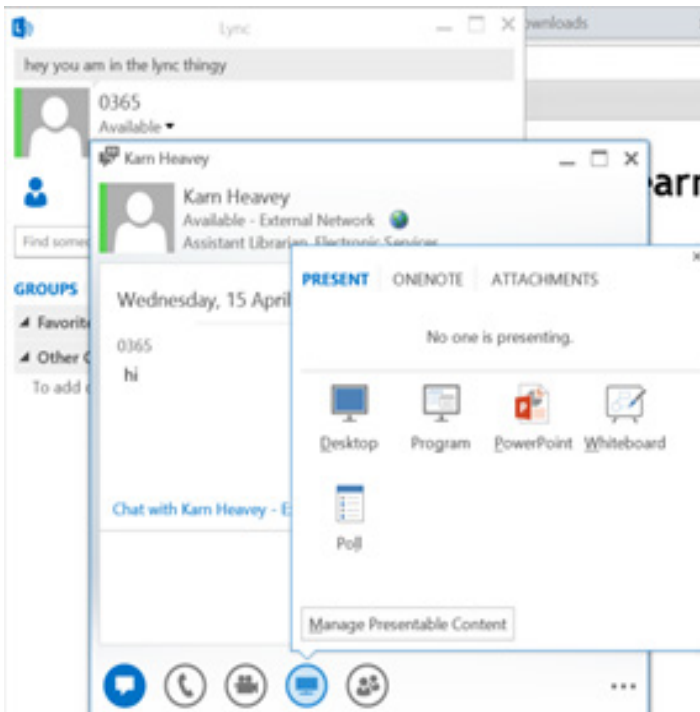 Lync
ownloads
hey you am in the lync thingy
0365
Available
Find someo
GROUPS
Favorite
Other C
To add c
earn
Karn Heavey
Karn Heavey
Available - External Network
Assistant Librarian, Electronic Services
Wednesday, 15 April
0365
hi
Chat with Karn Heavey - E
PRESENT ONENOTE ATTACHMENTS
No one is presenting.
Desktop Program PowerPoint Whiteboard
Poll
Manage Presentable Content